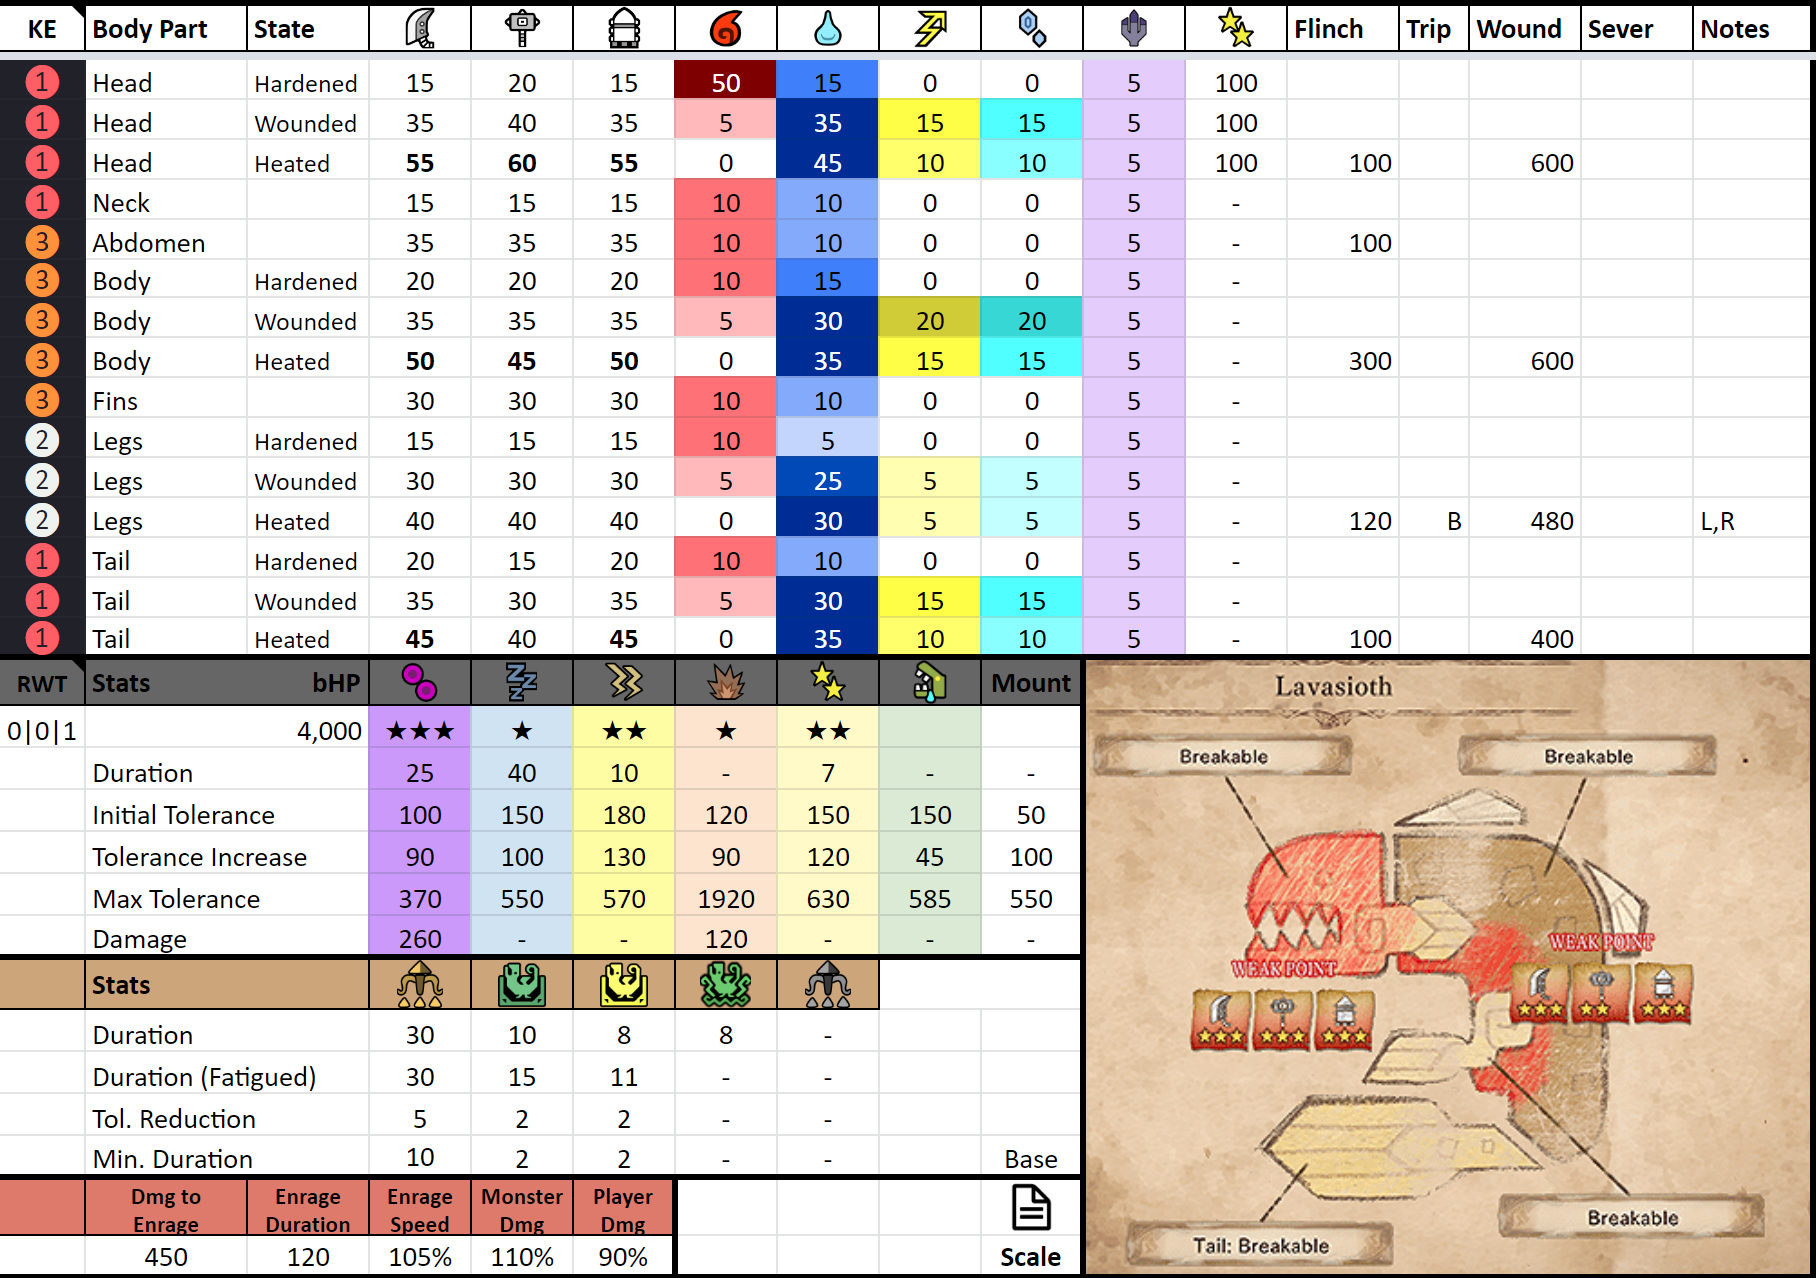 KE Body Part State Flinch Trip Wound Sever Notes
1 Head Hardened 15 20 15 50 15 0 0 5 100
1 Head Wounded 35 40 35 5 35 15 15 5 100
1 Head Heated 55 60 55 0 45 10 10 5 100 100 600
1 Neck 15 15 15 10 10 0 0 5 -
3 Abdomen 35 35 35 10 10 0 0 5 - 100
3 Body Hardened 20 20 20 10 15 0 0 5 -
3 Body Wounded 35 35 35 5 30 20 20 5 -
3 Body Heated 50 45 50 0 35 15 15 5 - 300 600
3 Fins 30 30 30 10 10 0 0 5 -
2 Legs Hardened 15 15 15 10 5 0 0 5 -
2 Legs Wounded 30 30 30 5 25 5 5 5 -
2 Legs Heated 40 40 40 0 30 5 5 5 - 120 B 480 L,R
1 Tail Hardened 20 15 20 10 10 0 0 5 -
1 Tail Wounded 35 30 35 5 30 15 15 5 -
1 Tail Heated 45 40 45 0 35 10 10 5 - 100 400
RWT Stats bHP Mount
0|0|1 4,000 ★★★ ★ ★★ ★ ★★
Duration 25 40 10 - 7 - -
Initial Tolerance 100 150 180 120 150 150 50
Tolerance Increase 90 100 130 90 120 45 100
Max Tolerance 370 550 570 1920 630 585 550
Damage 260 - - 120 - - -
Stats
Duration 30 10 8 8 -
Duration (Fatigued) 30 15 11 - -
Tol. Reduction 5 2 2 - -
Min. Duration 10 2 2 - - Base
Dmg to Enrage Enrage Duration Enrage Speed Monster Dmg Player Dmg
450 120 105% 110% 90% Scale
Lavasioth
Breakable Breakable
WEAK POINT
WEAK POINT
Breakable
Tail: Breakable